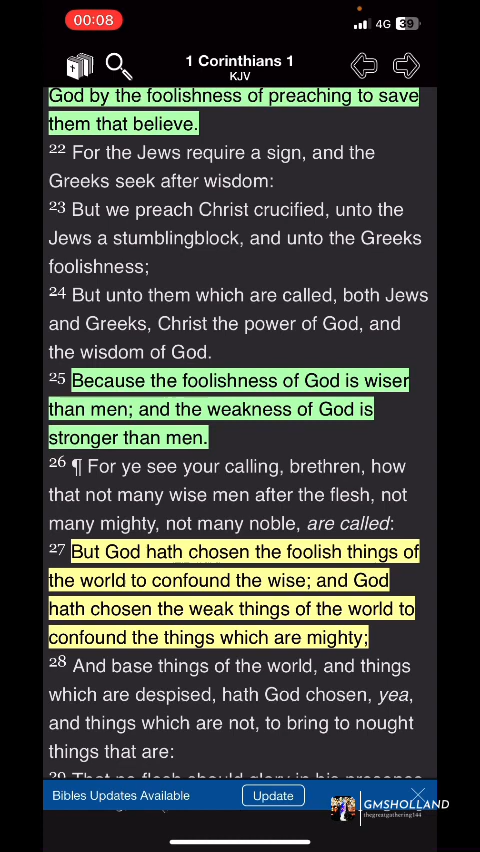 00:08
4G 39
1 Corinthians 1
KJV
God by the foolishness of preaching to save
them that believe.
22 For the Jews require a sign, and the
Greeks seek after wisdom:
23 But we preach Christ crucified, unto the
Jews a stumblingblock, and unto the Greeks
foolishness;
24 But unto them which are called, both Jews
and Greeks, Christ the power of God, and
the wisdom of God.
25 Because the foolishness of God is wiser
than men; and the weakness of God is
stronger than men.
26 ¶ For ye see your calling, brethren, how
that not many wise men after the flesh, not
many mighty, not many noble, are called:
27 But God hath chosen the foolish things of
the world to confound the wise; and God
hath chosen the weak things of the world to
confound the things which are mighty;
28 And base things of the world, and things
which are despised, hath God chosen, yea,
and things which are not, to bring to nought
things that are:
29 That no flesh should glory in his presence
Bibles Updates Available
Update
GMSHOLLAND
thegreatgathering144